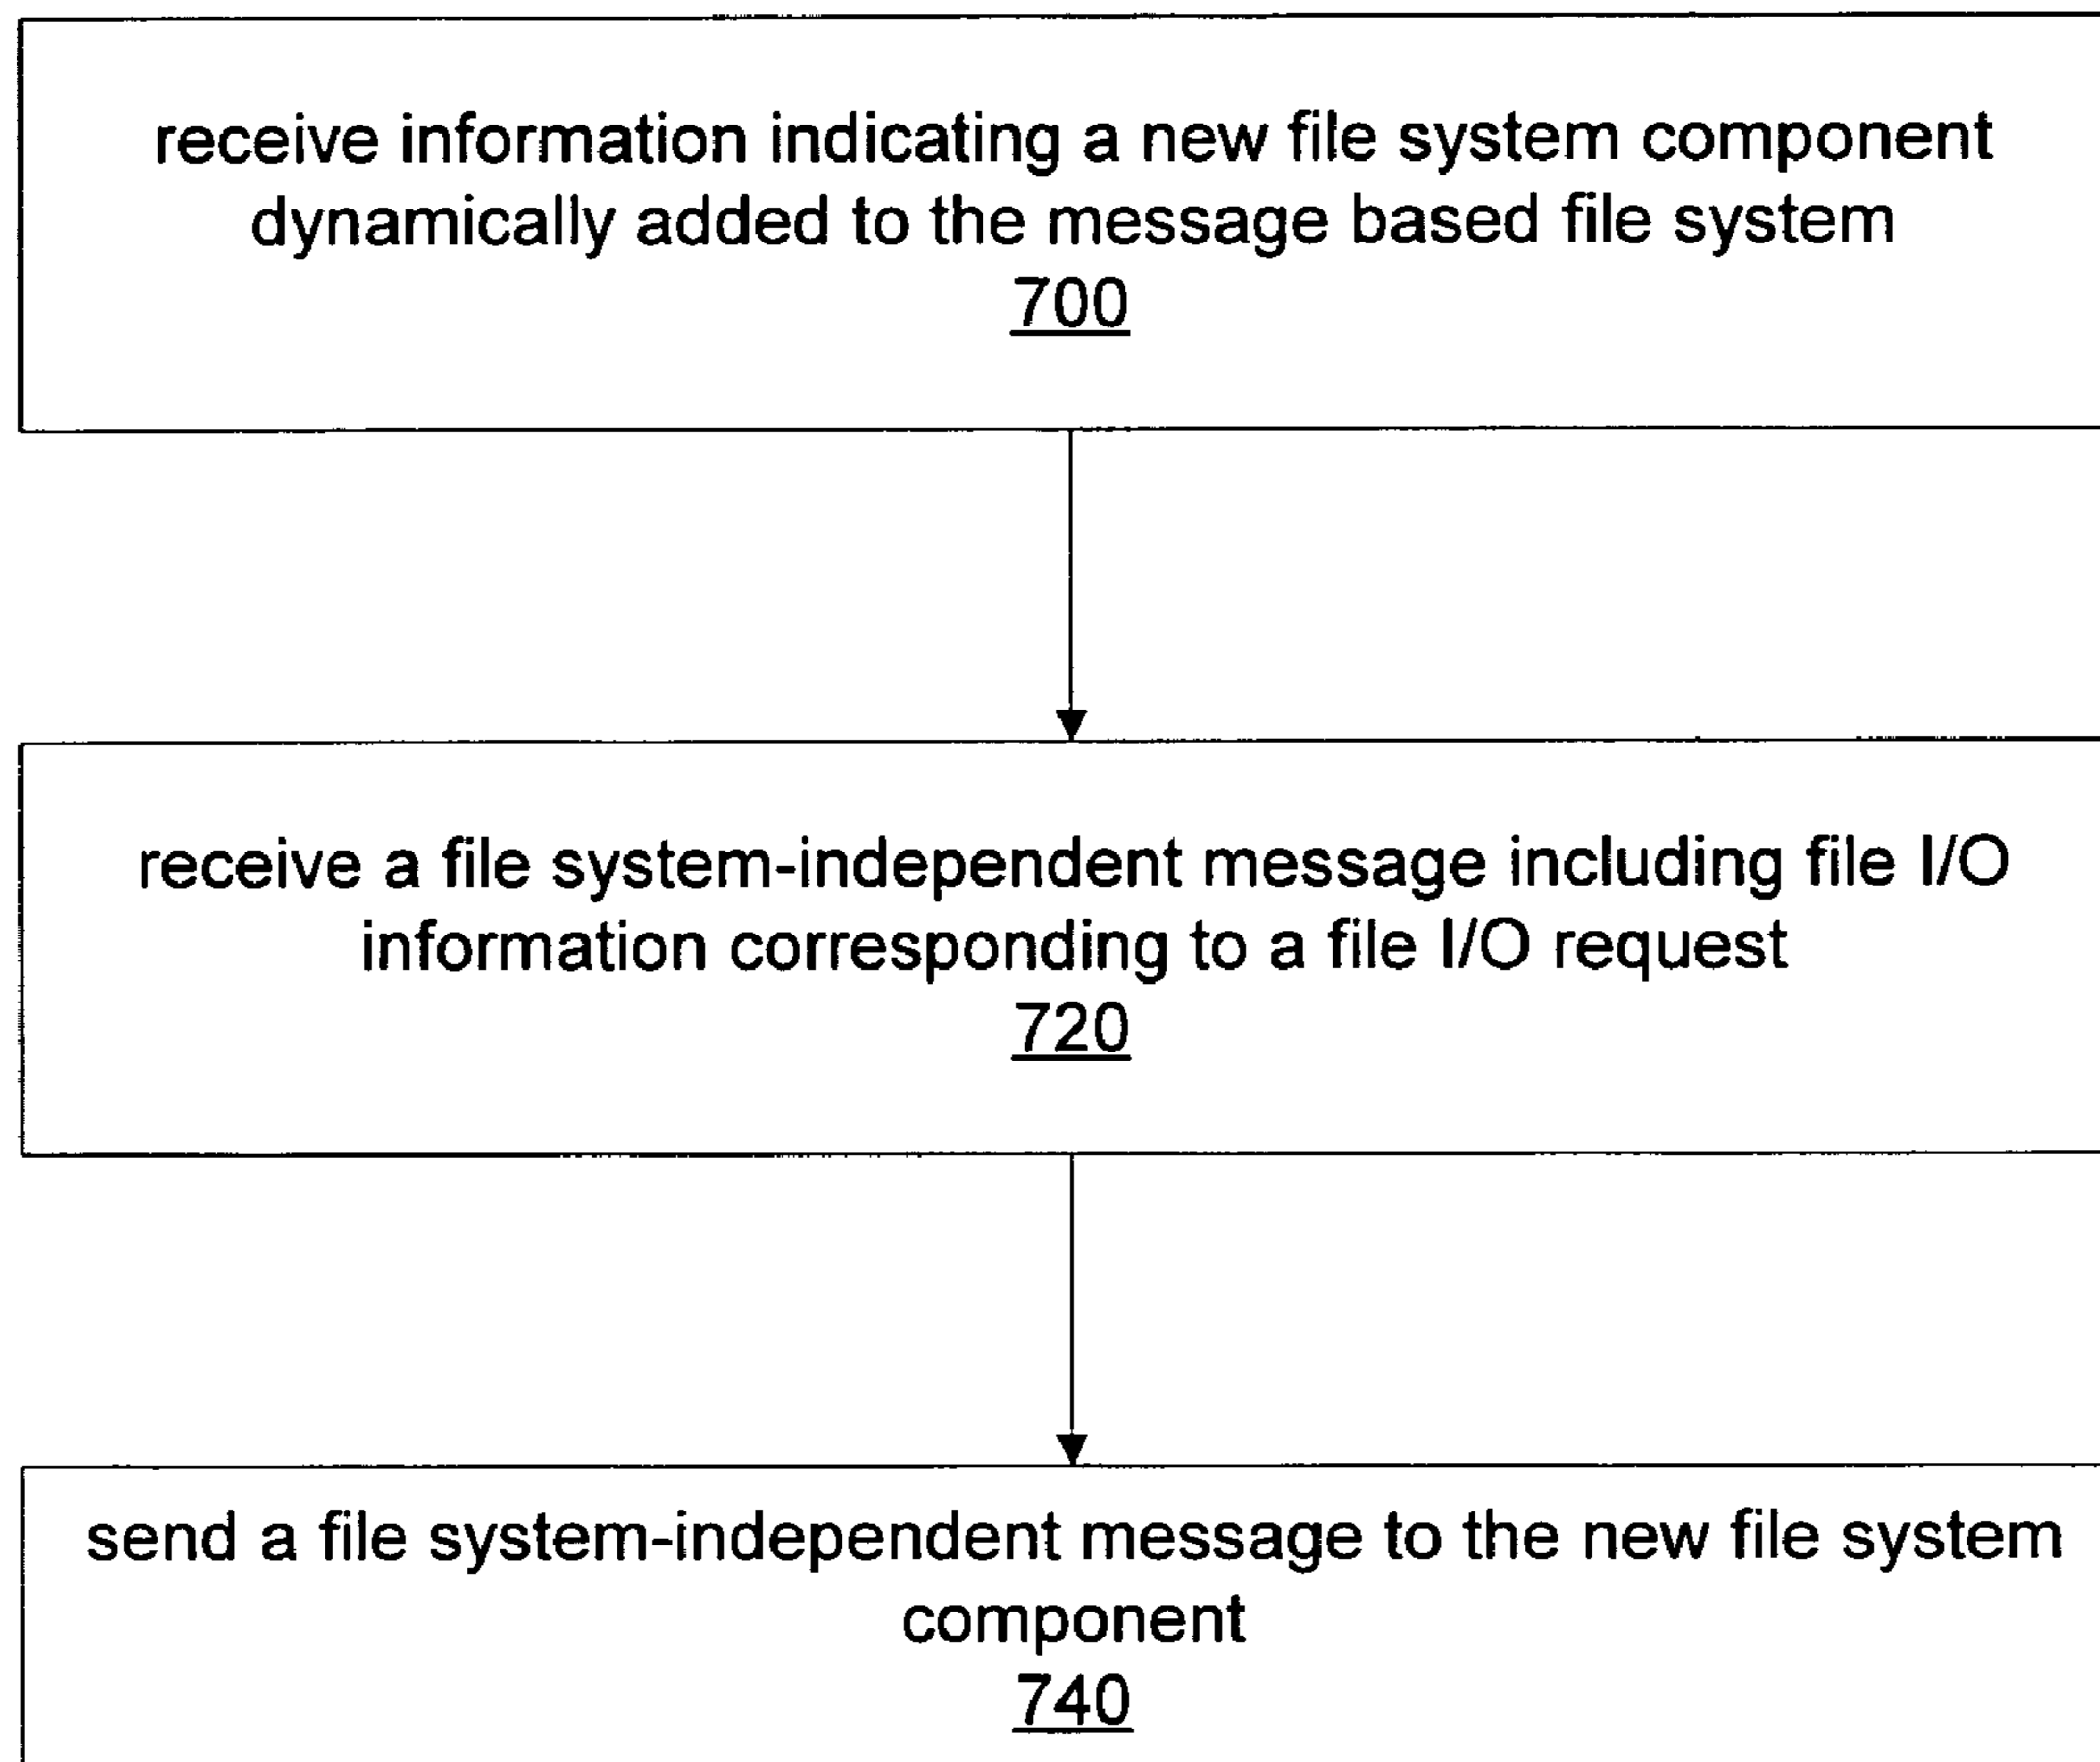 receive information indicating a new file system component
dynamically added to the message based file system
700
receive a file system-independent message including file I/O
information corresponding to a file I/O request
720
send a file system-independent message to the new file system
component
740